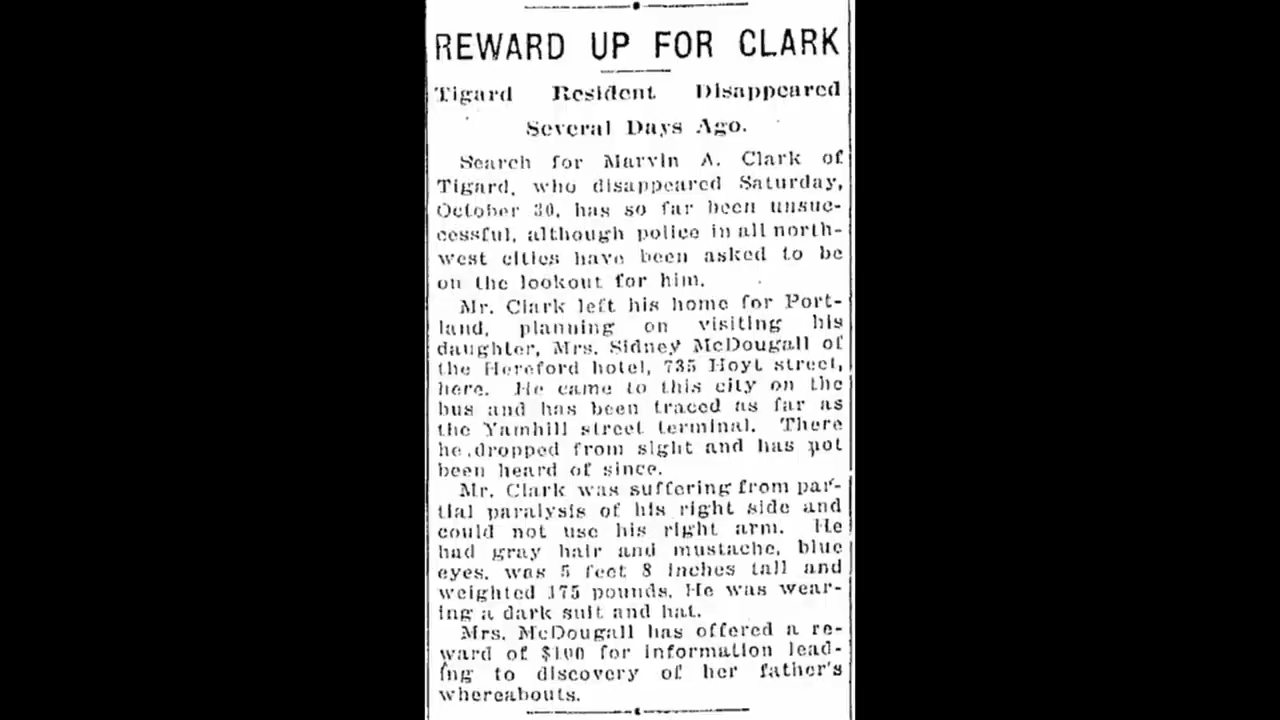 REWARD UP FOR CLARK
Tigard Resident Disappeared
Several Days Ago.
Search for Marvin A. Clark of
Tigard, who disappeared Saturday,
October 30, has so far been unsuc-
cessful, although police in all north-
west cities have been asked to be
on the lookout for him.
Mr. Clark left his home for Port-
land, planning on visiting his
daughter, Mrs. Sidney McDougall of
the Hereford hotel, 735 Hoyt street,
here. He came to this city on the
bus and has been traced as far as
the Yamhill street terminal. There
he dropped from sight and has not
been heard of since.
Mr. Clark was suffering from par-
tial paralysis of his right side and
could not use his right arm. He
had gray hair and mustache, blue
eyes, was 5 feet 8 inches tall and
weighted 175 pounds. He was wear-
ing a dark suit and hat.
Mrs. McDougall has offered a re-
ward of $100 for information lead-
ing to discovery of her father's
whereabouts.